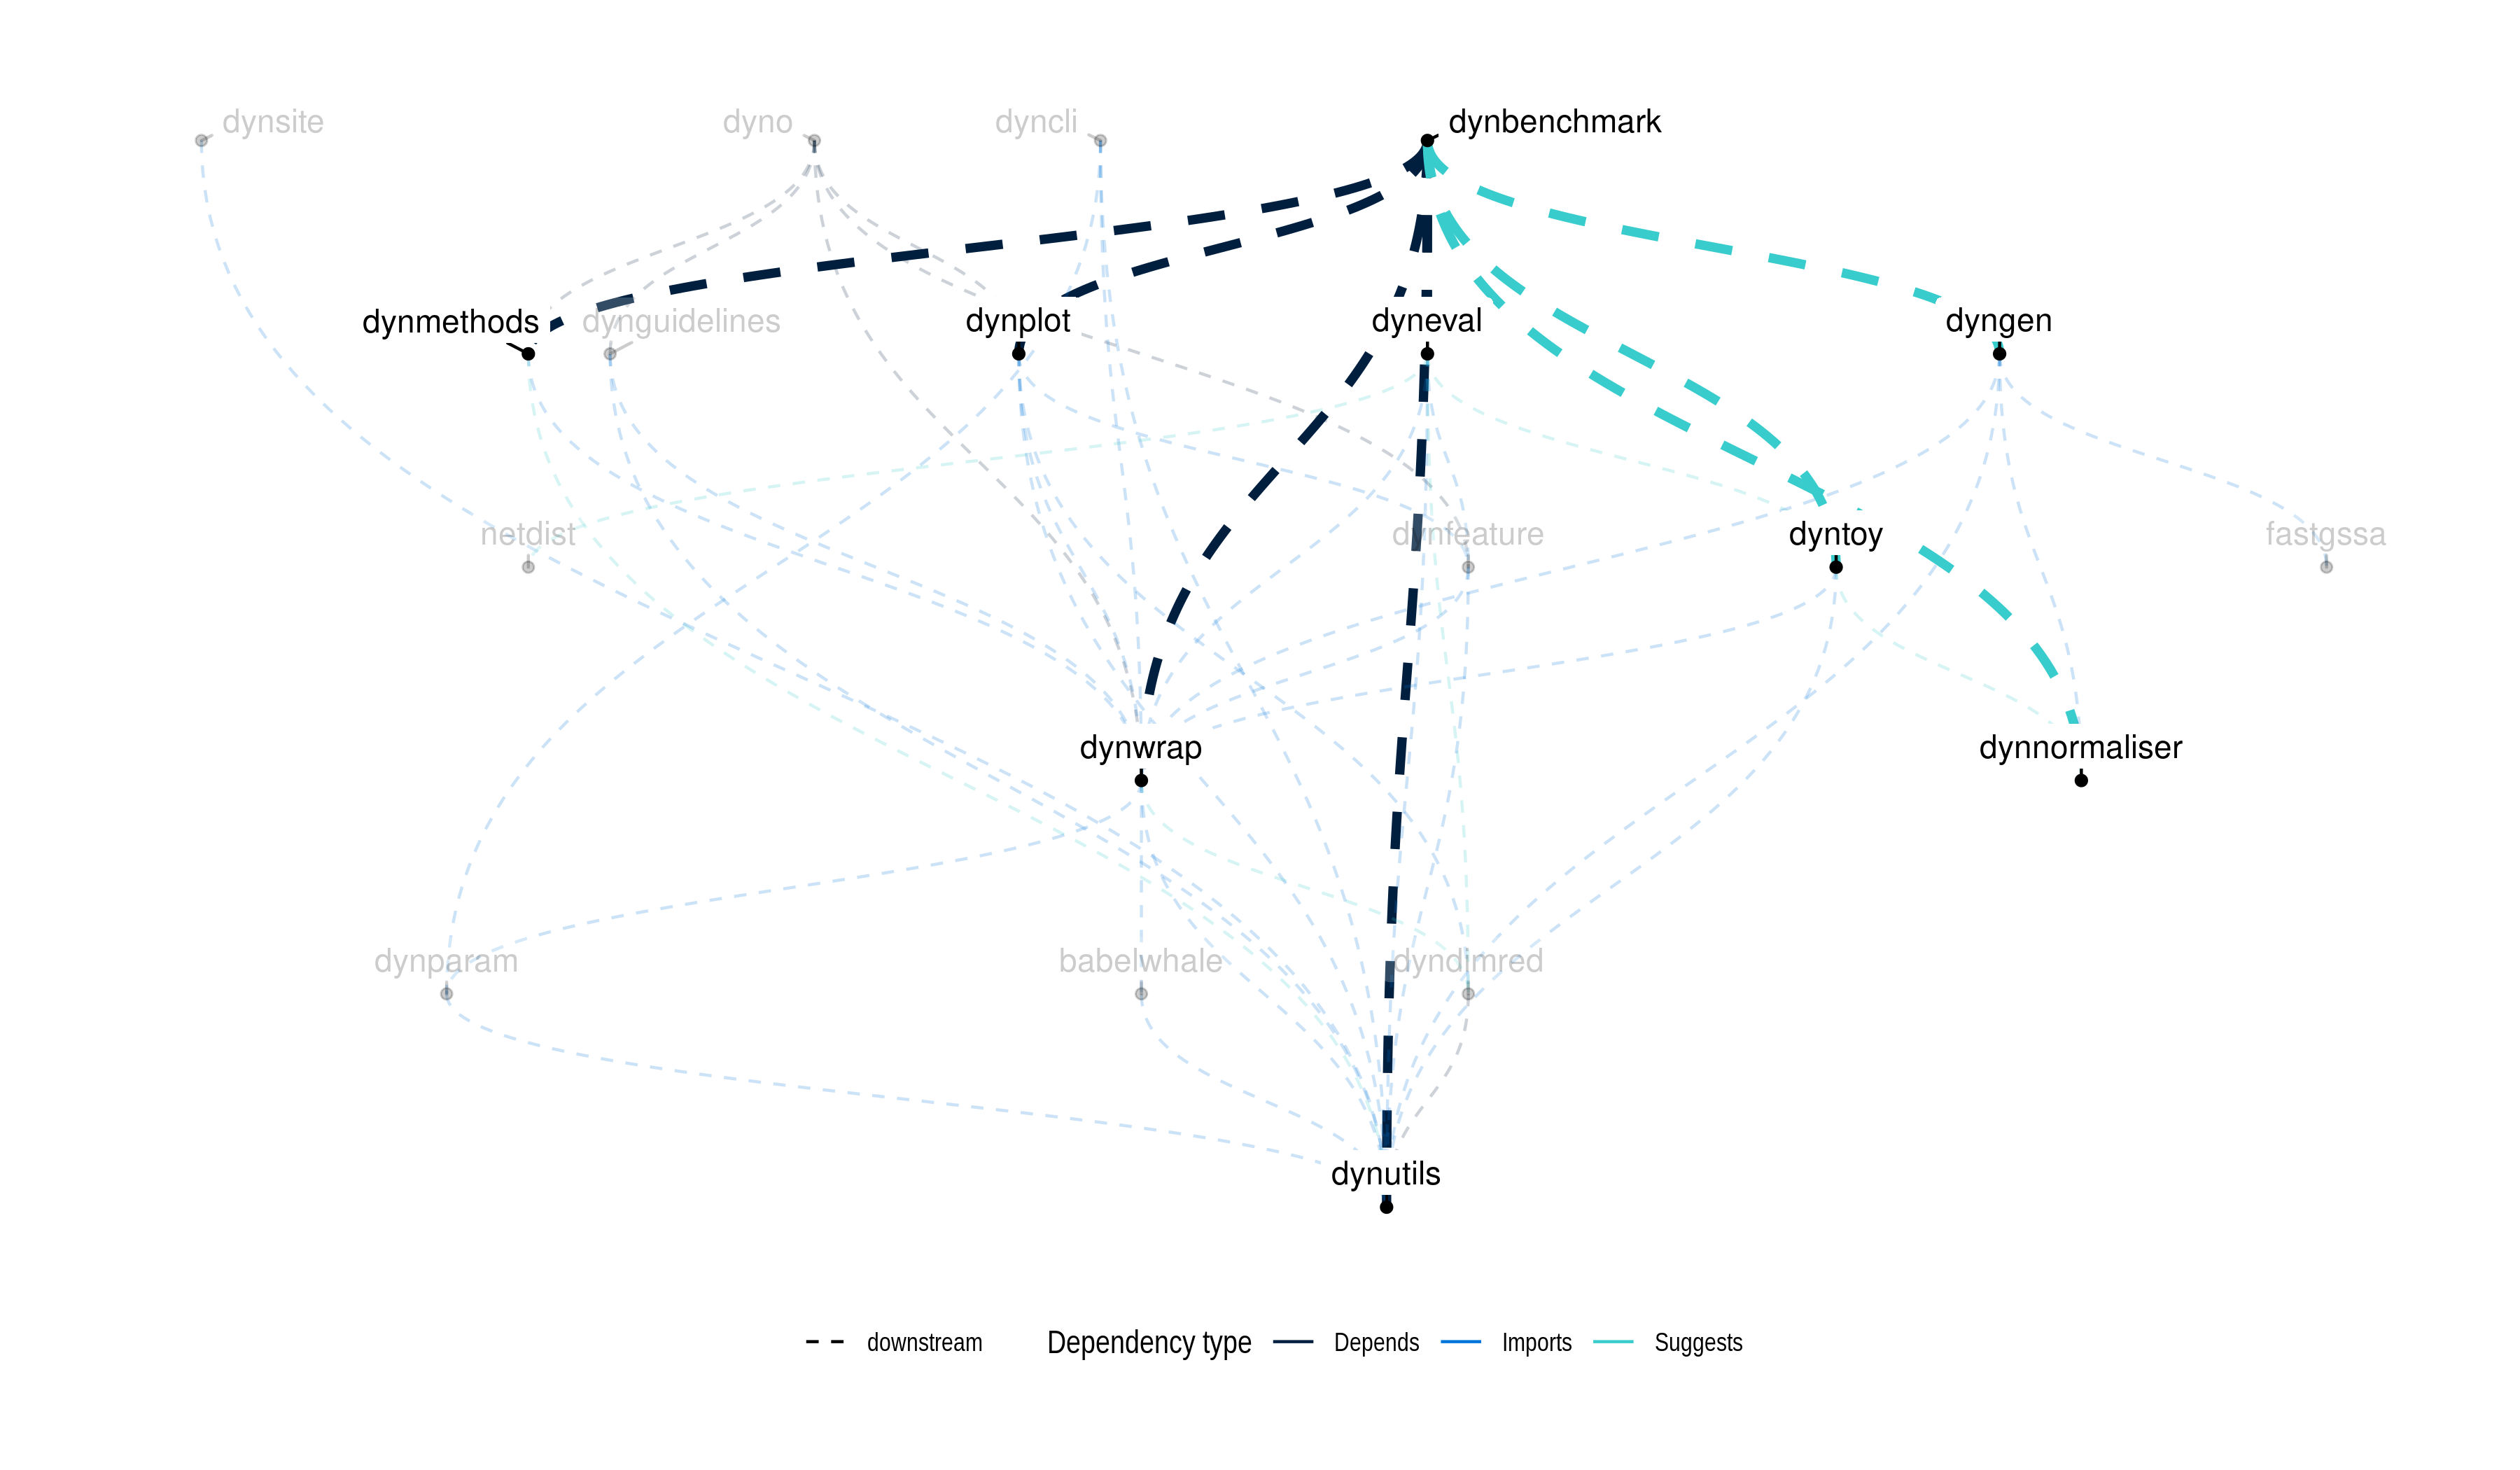 dynsite
dyno
dyncli
dynbenchmark
dynmethods
dynguidelines
dynplot
dyneval
dyngen
netdist
dynfeature
dyntoy
fastgssa
dynwrap
dynnormaliser
dynparam
babelwhale
dyndimred
dynutils
downstream Dependency type Depends Imports Suggests